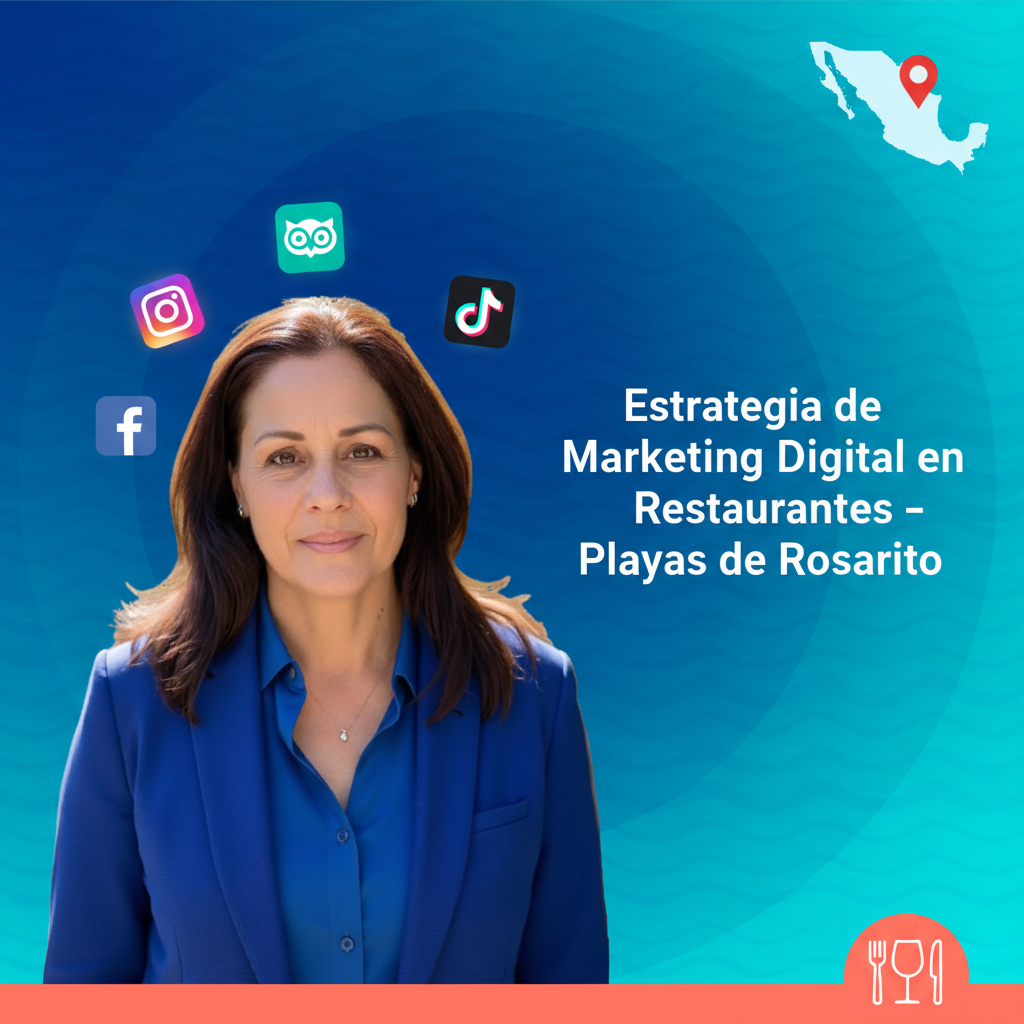 Estrategia de
Marketing Digital en
Restaurantes –
Playas de Rosarito